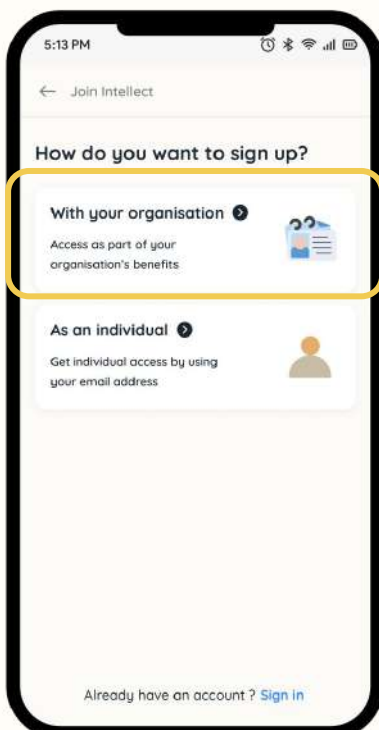 5:13 PM
Join Intellect
How do you want to sign up?
With your organisation
Access as part of your
organisation's benefits
As an individual
Get individual access by using
your email address
Already have an account ? Sign in